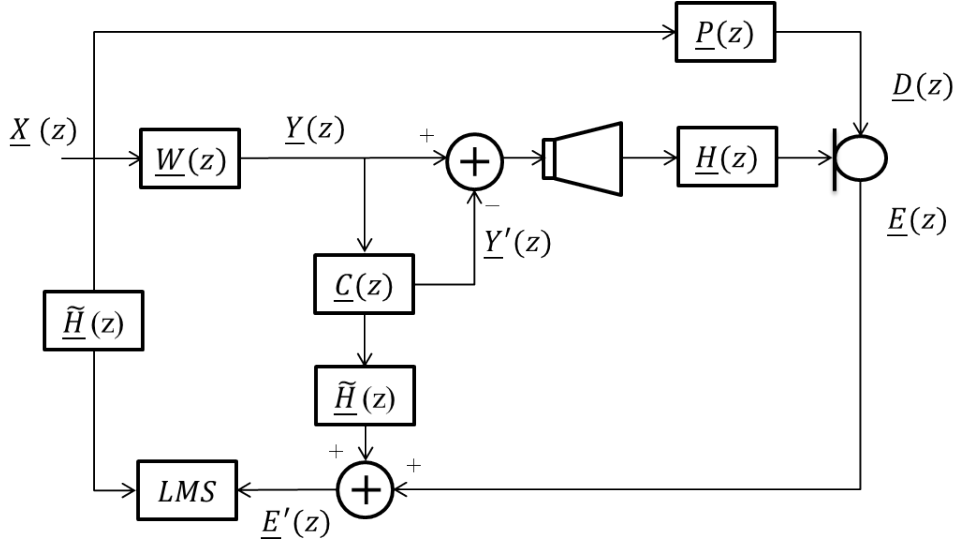 P(z)
D(z)
X (z)
W(z)
Y(z)
+
+
−
H(z)
E(z)
Y′(z)
C(z)
H̃ (z)
H̃ (z)
+
+
LMS
E′(z)
+